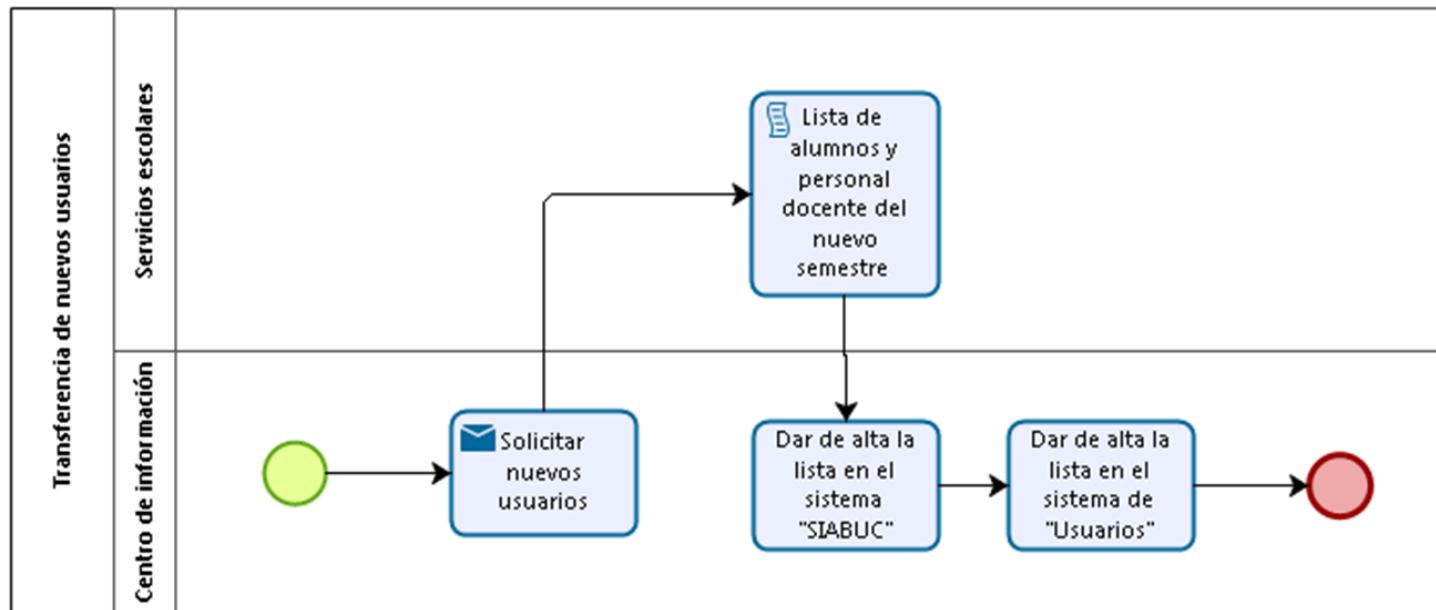 Transferencia de nuevos usuarios
Servicios escolares
Lista de
alumnos y
personal
docente del
nuevo
semestre
Centro de información
Solicitar
nuevos
usuarios
Dar de alta la
lista en el
sistema
"SIABUC"
Dar de alta la
lista en el
sistema de
"Usuarios"